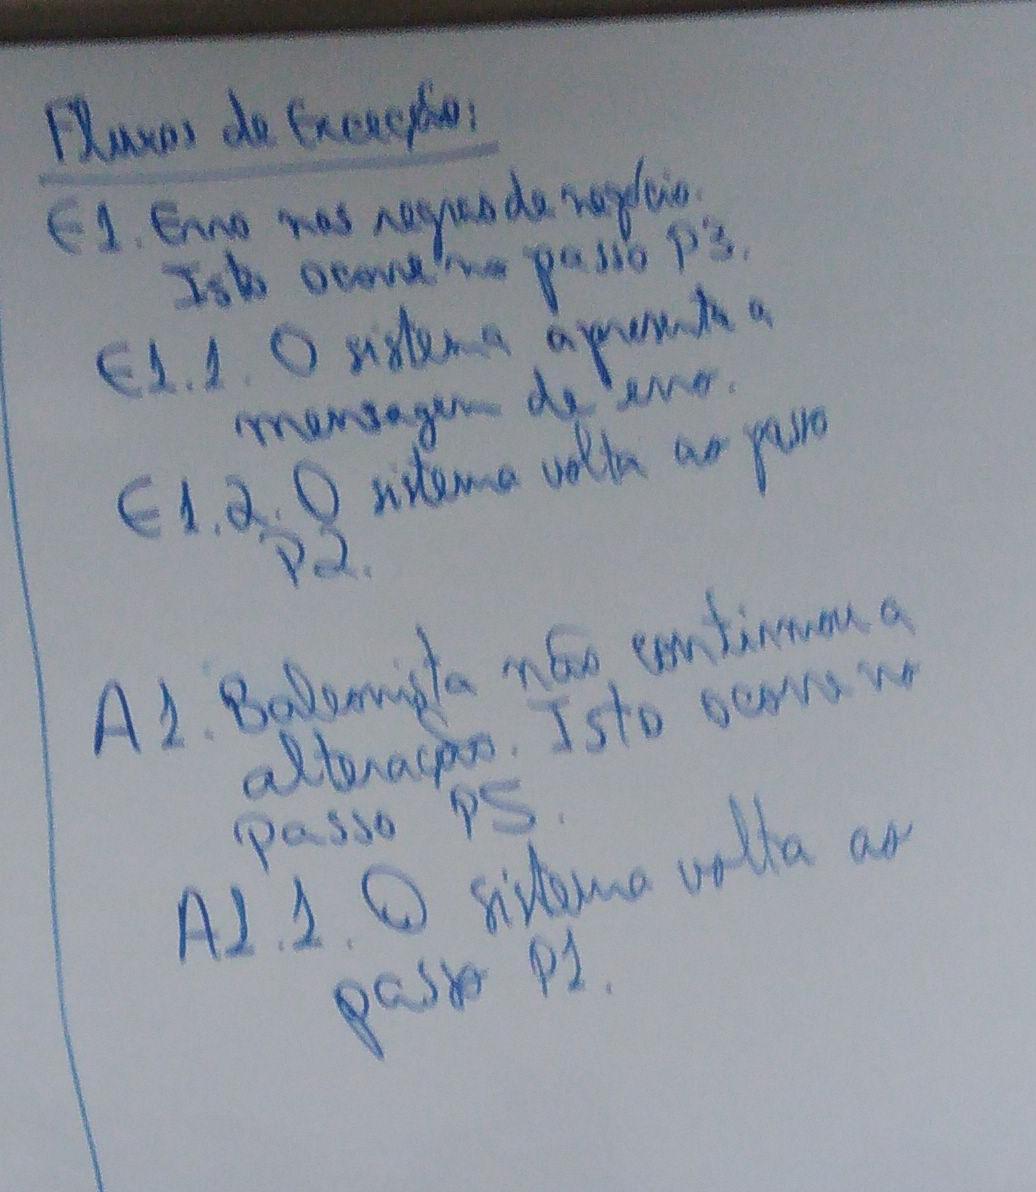 Fluxos de Exceção:
E1. Erro nas regras de negócio.
Isto ocorre no passo P3.
E1.1. O sistema apresenta a
mensagem de erro.
E1.2. O sistema volta ao passo
P2.
A1. não confirmou a
alteração. Isto ocorre no
passo P5.
A1.1. O sistema volta ao
passo P1.